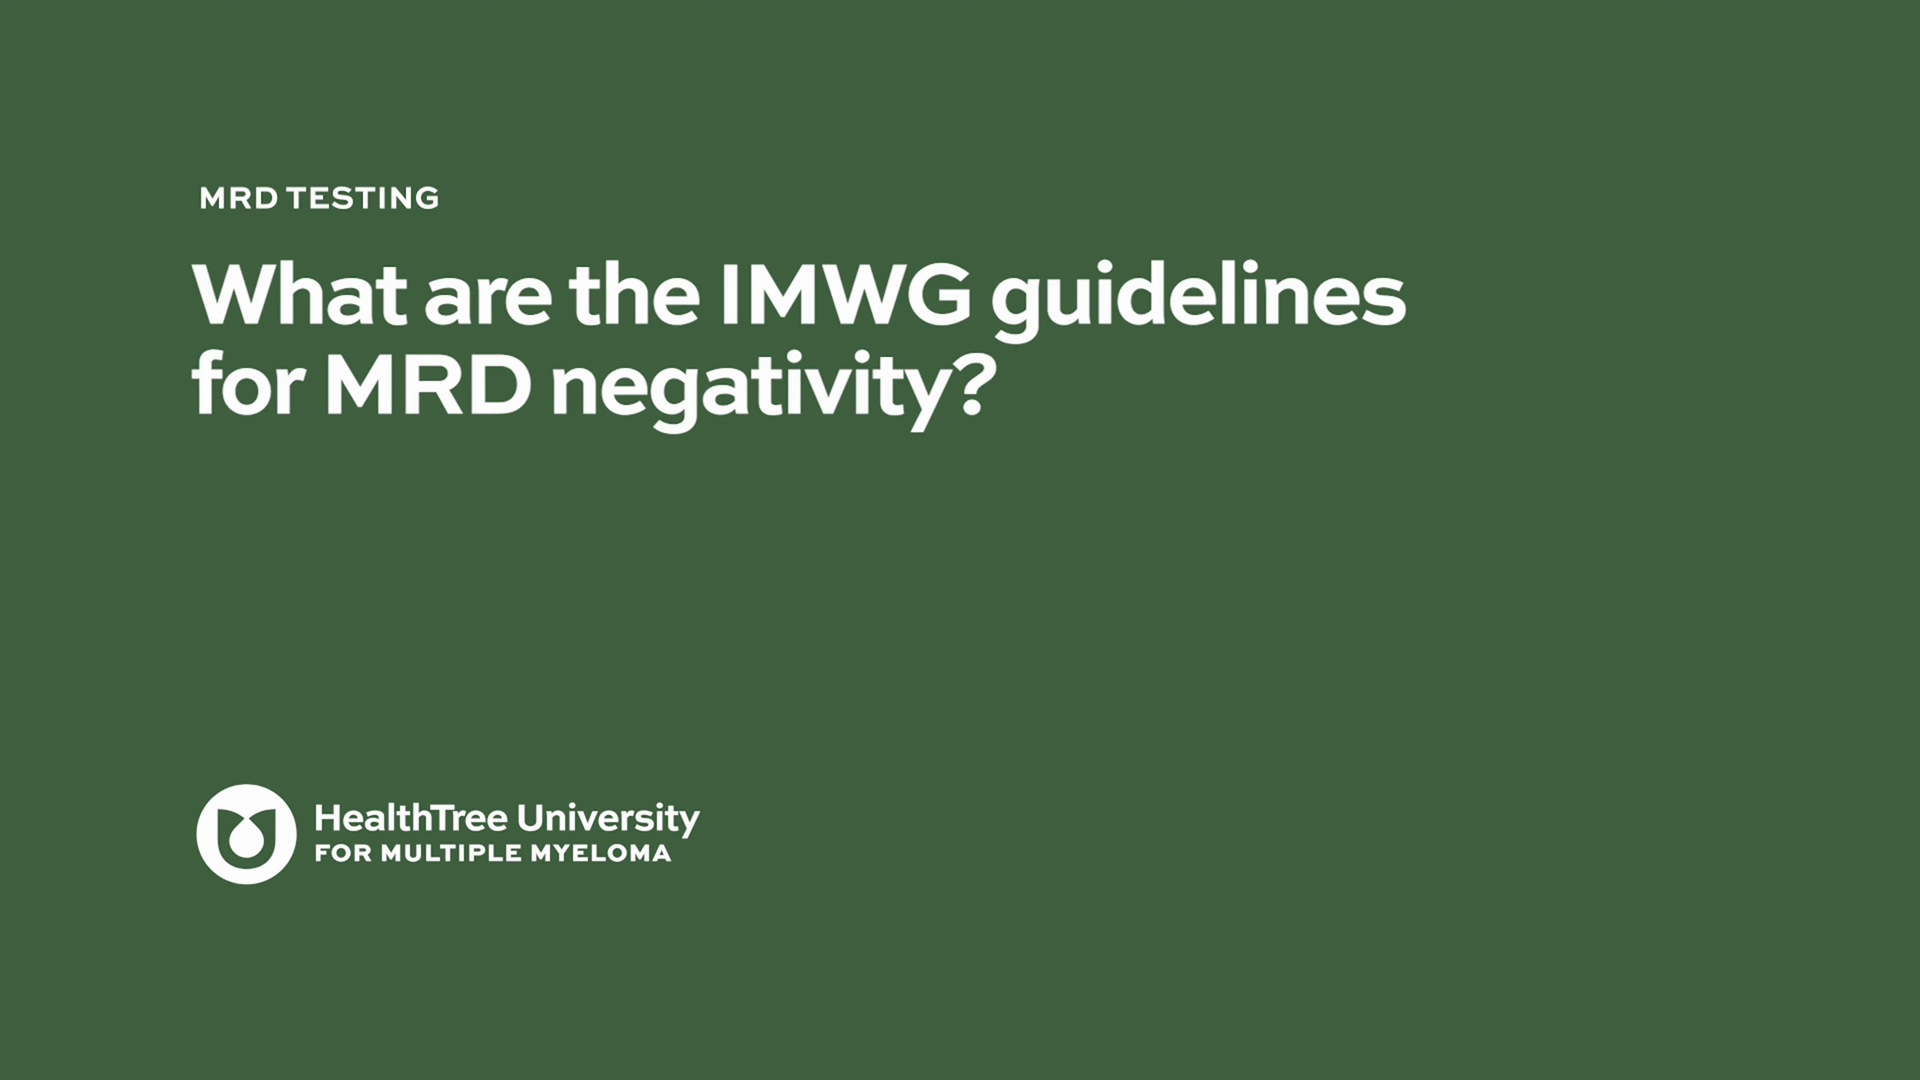 MRD TESTING
What are the IMWG guidelines
for MRD negativity?
HealthTree University
FOR MULTIPLE MYELOMA